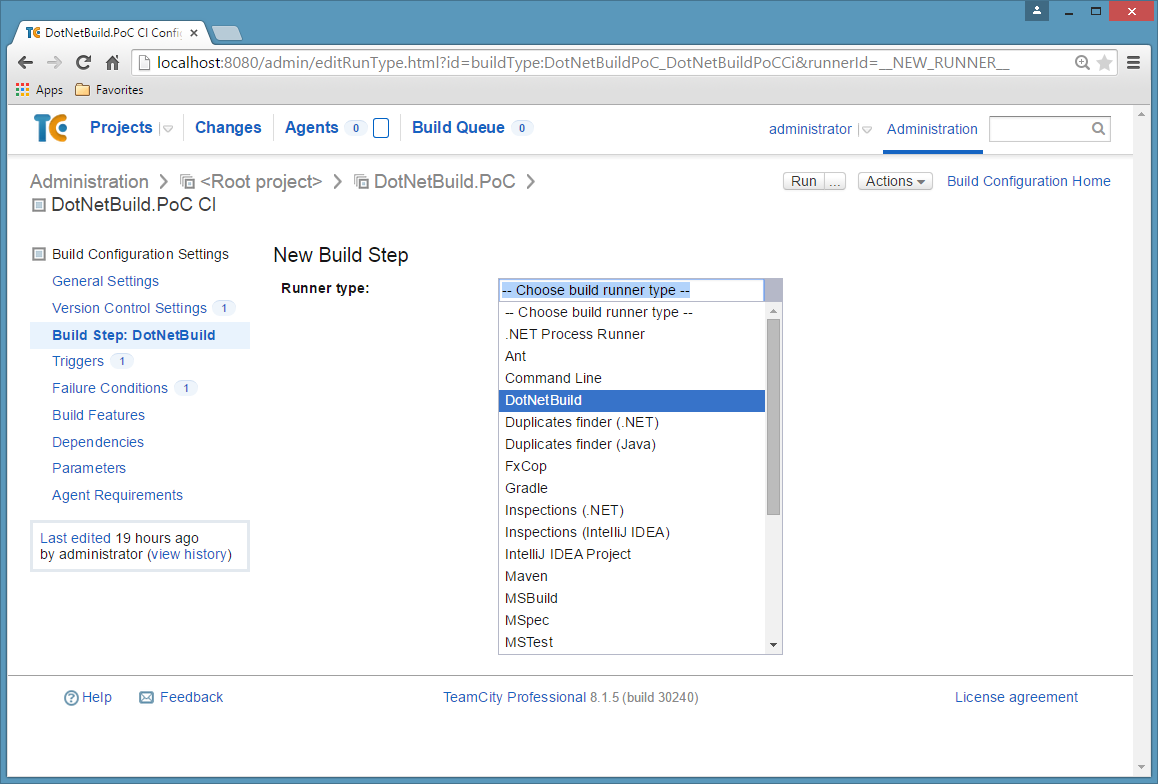 DotNetBuild.PoC CI Confi
localhost:8080/admin/editRunType.html?id=buildType:DotNetBuildPoC_DotNetBuildPoCCi&runnerId=__NEW_RUNNER__
Apps Favorites
TC Projects Changes Agents 0 Build Queue 0 administrator Administration
Administration <Root project> DotNetBuild.PoC Run ... Actions Build Configuration Home
DotNetBuild.PoC CI
Build Configuration Settings
General Settings
Version Control Settings 1
Build Step: DotNetBuild
Triggers 1
Failure Conditions 1
Build Features
Dependencies
Parameters
Agent Requirements
Last edited 19 hours ago
by administrator (view history)
New Build Step
Runner type:
-- Choose build runner type --
-- Choose build runner type --
.NET Process Runner
Ant
Command Line
DotNetBuild
Duplicates finder (.NET)
Duplicates finder (Java)
FxCop
Gradle
Inspections (.NET)
Inspections (IntelliJ IDEA)
IntelliJ IDEA Project
Maven
MSBuild
MSpec
MSTest
Help Feedback TeamCity Professional 8.1.5 (build 30240) License agreement